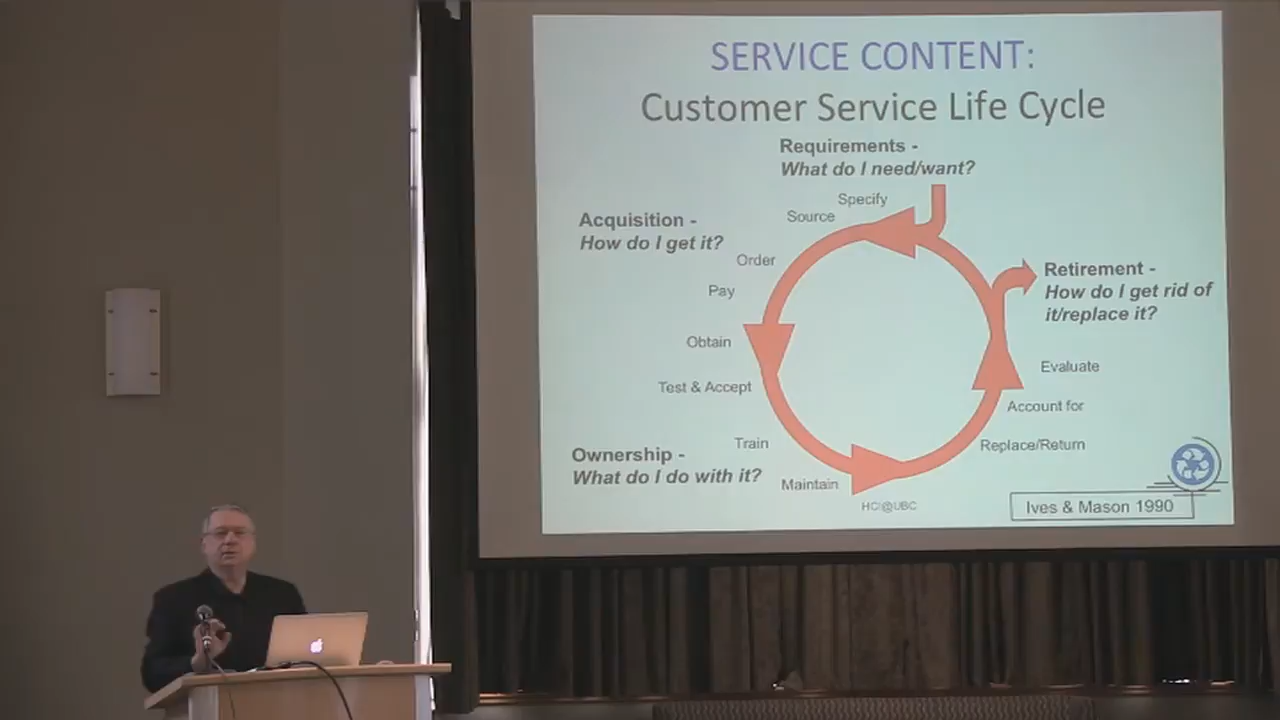 SERVICE CONTENT:
Customer Service Life Cycle
Requirements -
What do I need/want?
Specify
Source
Acquisition -
How do I get it?
Order
Pay
Obtain
Test & Accept
Train
Ownership -
What do I do with it?
Maintain
Retirement -
How do I get rid of
it/replace it?
Evaluate
Account for
Replace/Return
HCI@UBC
Ives & Mason 1990